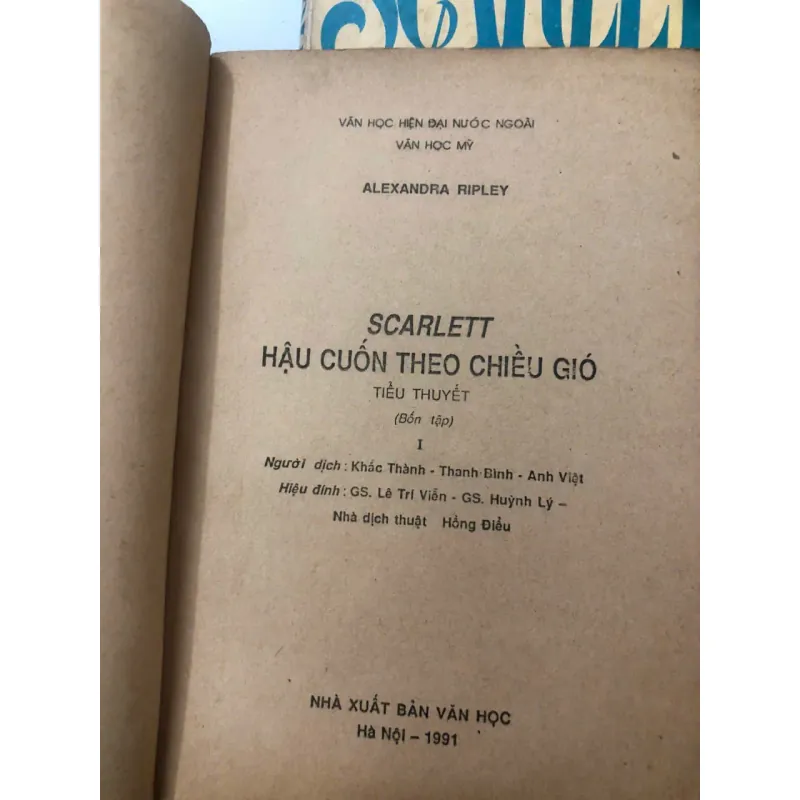 VĂN HỌC HIỆN ĐẠI NƯỚC NGOÀI
VĂN HỌC MỸ
ALEXANDRA RIPLEY
SCARLETT
HẬU CUỐN THEO CHIỀU GIÓ
TIỂU THUYẾT
(Bốn tập)
I
Người dịch : Khắc Thành - Thanh Bình - Anh Việt
Hiệu đính : GS. Lê Trí Viễn - GS. Huỳnh Lý –
Nhà dịch thuật Hồng Điểu
NHÀ XUẤT BẢN VĂN HỌC
Hà Nội – 1991